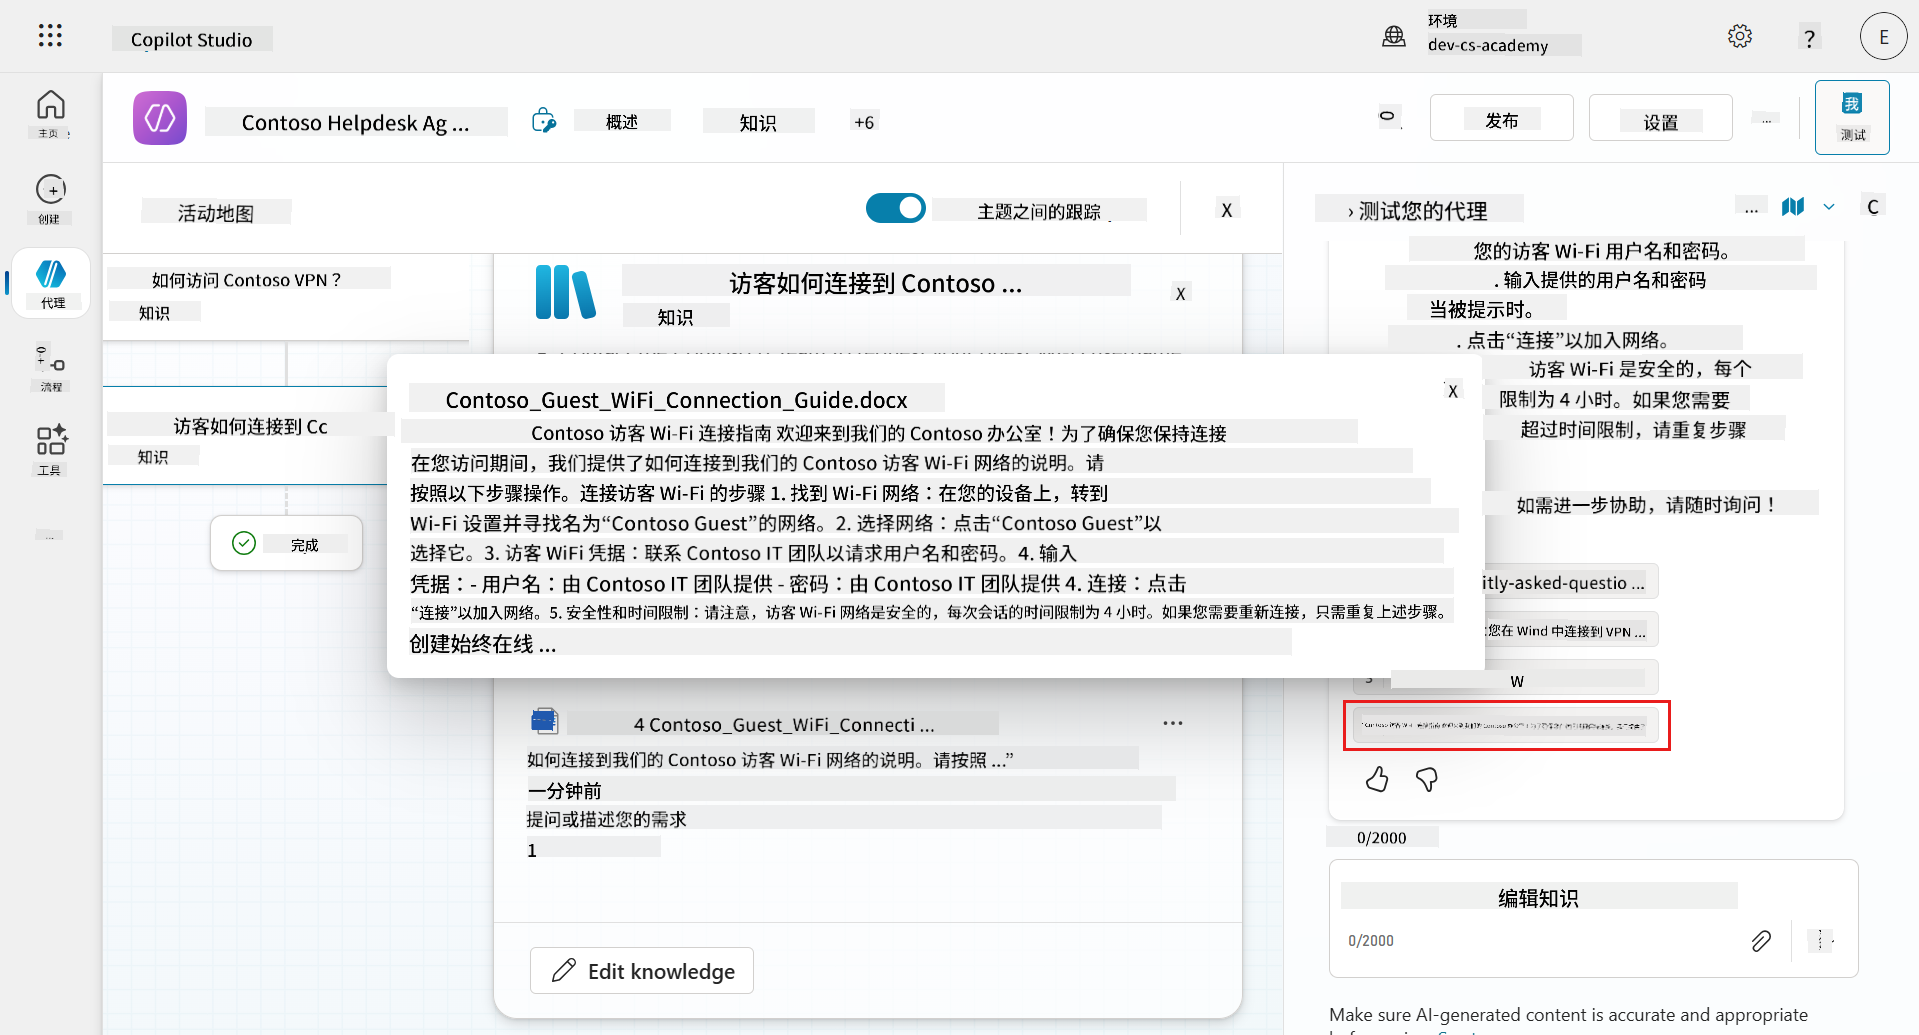 Copilot Studio
环境
dev-cs-academy
?
E
主页
创建
代理
流程
工具
...
Contoso Helpdesk Ag ...
概述
知识
+6
发布
设置
...
我
测试
活动地图
主题之间的跟踪
X
如何访问 Contoso VPN？
知识
访客如何连接到 Cc
知识
完成
访客如何连接到 Contoso ...
知识
X
Contoso_Guest_WiFi_Connection_Guide.docx
X
Contoso 访客 Wi-Fi 连接指南 欢迎来到我们的 Contoso 办公室！为了确保您保持连接
在您访问期间，我们提供了如何连接到我们的 Contoso 访客 Wi-Fi 网络的说明。请
按照以下步骤操作。连接访客 Wi-Fi 的步骤 1. 找到 Wi-Fi 网络：在您的设备上，转到
Wi-Fi 设置并寻找名为“Contoso Guest”的网络。2. 选择网络：点击“Contoso Guest”以
选择它。3. 访客 WiFi 凭据：联系 Contoso IT 团队以请求用户名和密码。4. 输入
凭据：- 用户名：由 Contoso IT 团队提供 - 密码：由 Contoso IT 团队提供 4. 连接：点击
“连接”以加入网络。5. 安全性和时间限制：请注意，访客 Wi-Fi 网络是安全的，每次会话的时间限制为 4 小时。如果您需要重新连接，只需重复上述步骤。
创建始终在线 ...
4 Contoso_Guest_WiFi_Connecti ...
如何连接到我们的 Contoso 访客 Wi-Fi 网络的说明。请按照 ...”
一分钟前
提问或描述您的需求
1
Edit knowledge
› 测试您的代理
...
C
您的访客 Wi-Fi 用户名和密码。
. 输入提供的用户名和密码
当被提示时。
. 点击“连接”以加入网络。
访客 Wi-Fi 是安全的，每个
限制为 4 小时。如果您需要
超过时间限制，请重复步骤
如需进一步协助，请随时询问！
itly-asked-questio ...
您在 Wind 中连接到 VPN ...
W
0/2000
编辑知识
0/2000
Make sure AI-generated content is accurate and appropriate